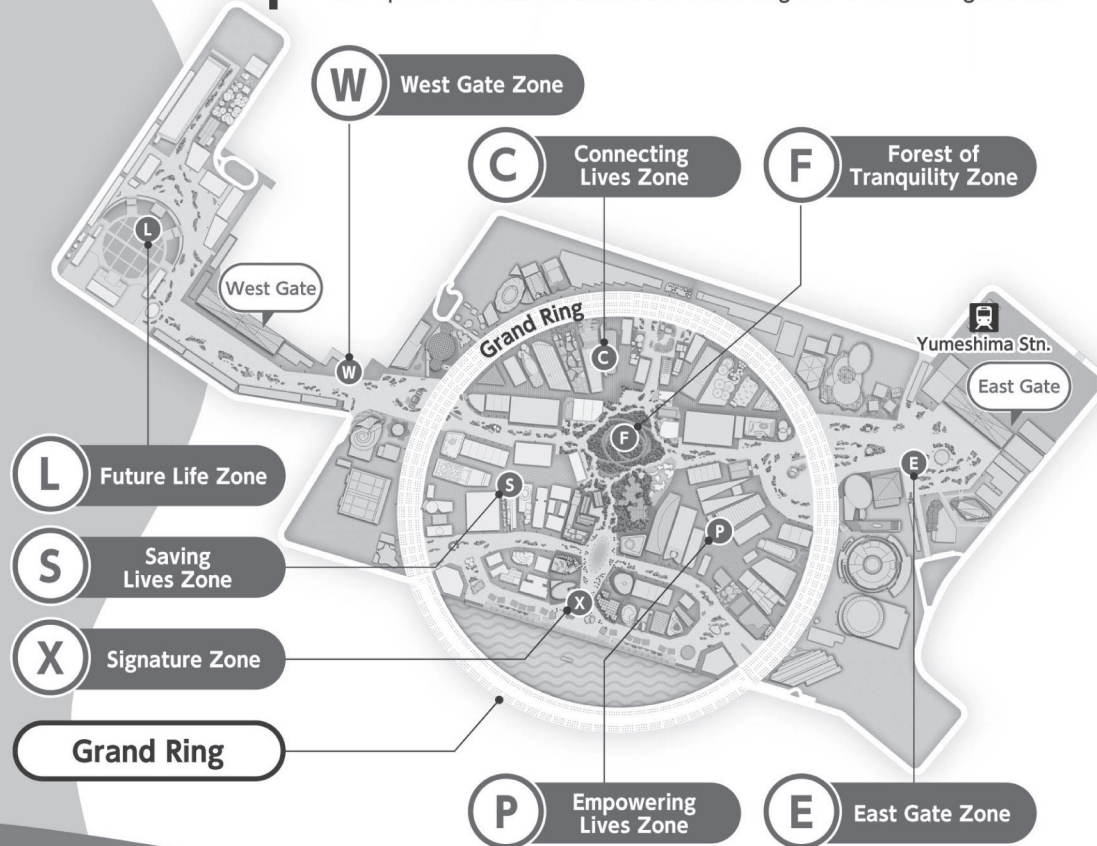 W
West Gate Zone
C
Connecting
Lives Zone
F
Forest of
Tranquility Zone
L
West Gate
Grand Ring
Yumeshima Stn.
East Gate
C
W
F
E
L
Future Life Zone
S
P
S
Saving
Lives Zone
X
X
Signature Zone
Grand Ring
P
Empowering
Lives Zone
E
East Gate Zone